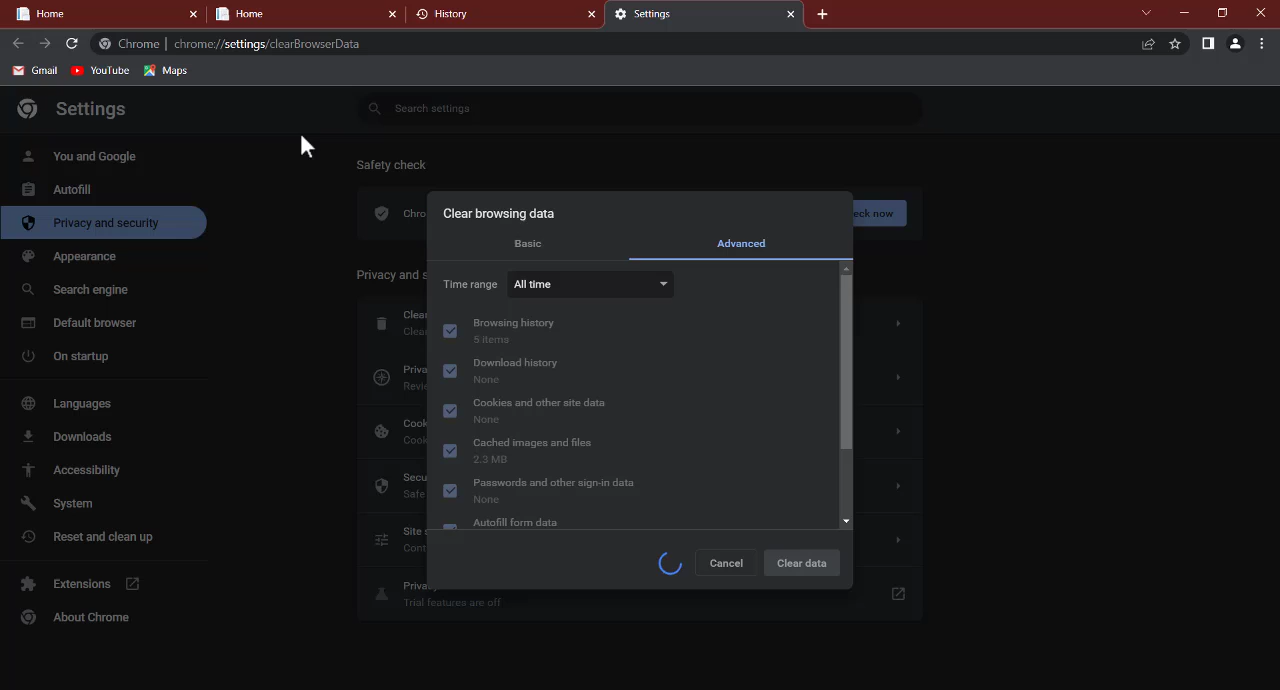 Home
Home
History
Settings
Chrome | chrome://settings/clearBrowserData
Gmail YouTube Maps
Settings
Search settings
You and Google
Autofill
Privacy and security
Appearance
Search engine
Default browser
On startup
Languages
Downloads
Accessibility
System
Reset and clean up
Extensions
About Chrome
Safety check
Chro
eck now
Privacy and s
Clea
Clea
Priva
Revie
Cook
Cook
Secu
Safe
Site s
Cont
Privacy
Trial features are off
Clear browsing data
Basic Advanced
Time range All time
Browsing history
5 items
Download history
None
Cookies and other site data
None
Cached images and files
2.3 MB
Passwords and other sign-in data
None
Autofill form data
Cancel Clear data